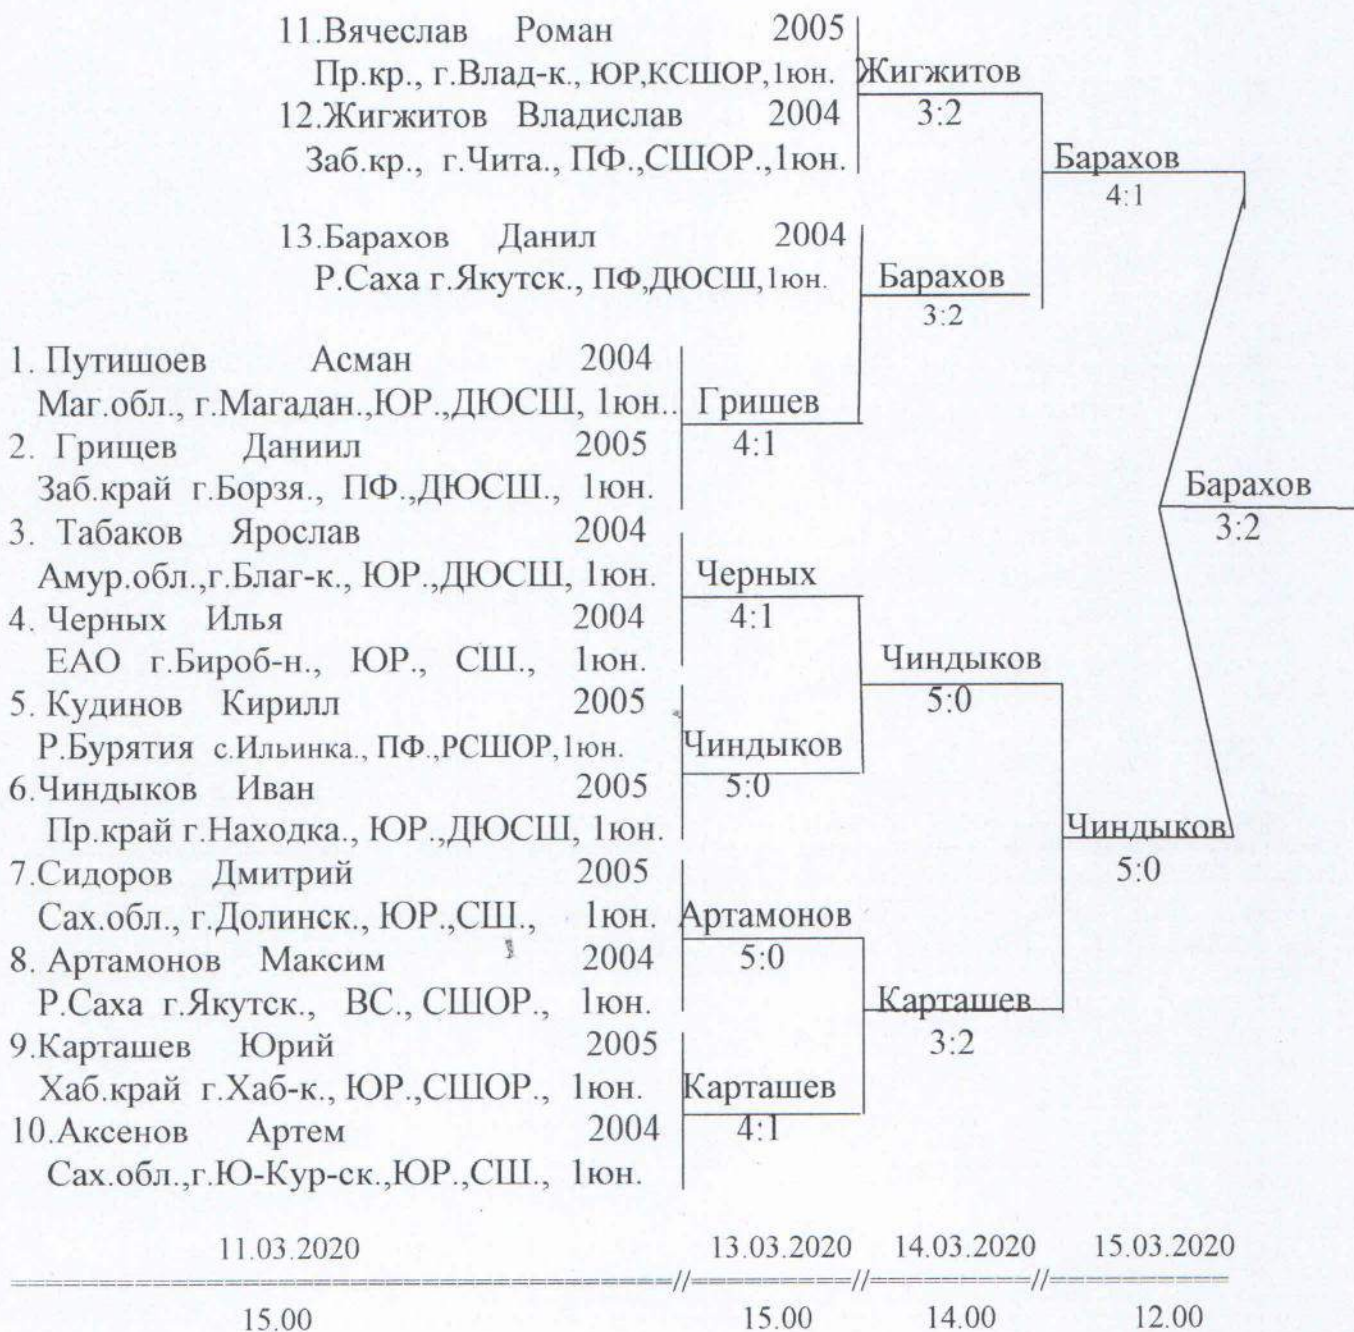 11.Вячеслав Роман 2005
Пр.кр., г.Влад-к., ЮР,КСШОР,1юн. Жигжитов
12.Жигжитов Владислав 2004 3:2
Заб.кр., г.Чита., ПФ.,СШОР.,1юн. Барахов
4:1
13.Барахов Данил 2004
Р.Саха г.Якутск., ПФ,ДЮСШ,1юн. Барахов
3:2
1. Путишоев Асман 2004
Маг.обл., г.Магадан.,ЮР.,ДЮСШ, 1юн.. Гришев
2. Грищев Даниил 2005 4:1
Заб.край г.Борзя., ПФ.,ДЮСШ., 1юн. Барахов
3. Табаков Ярослав 2004 3:2
Амур.обл.,г.Благ-к., ЮР.,ДЮСШ, 1юн. Черных
4. Черных Илья 2004 4:1
ЕАО г.Бироб-н., ЮР., СШ., 1юн. Чиндыков
5. Кудинов Кирилл 2005 5:0
Р.Бурятия с.Ильинка., ПФ.,РСШОР,1юн. Чиндыков
6.Чиндыков Иван 2005 5:0
Пр.край г.Находка., ЮР.,ДЮСШ, 1юн. Чиндыков
7.Сидоров Дмитрий 2005 5:0
Сах.обл., г.Долинск., ЮР.,СШ., 1юн. Артамонов
8. Артамонов Максим 2004 5:0
Р.Саха г.Якутск., ВС., СШОР., 1юн. Карташев
9.Карташев Юрий 2005 3:2
Хаб.край г.Хаб-к., ЮР.,СШОР., 1юн. Карташев
10.Аксенов Артем 2004 4:1
Сах.обл.,г.Ю-Кур-ск.,ЮР.,СШ., 1юн.
11.03.2020 13.03.2020 14.03.2020 15.03.2020
15.00 15.00 14.00 12.00